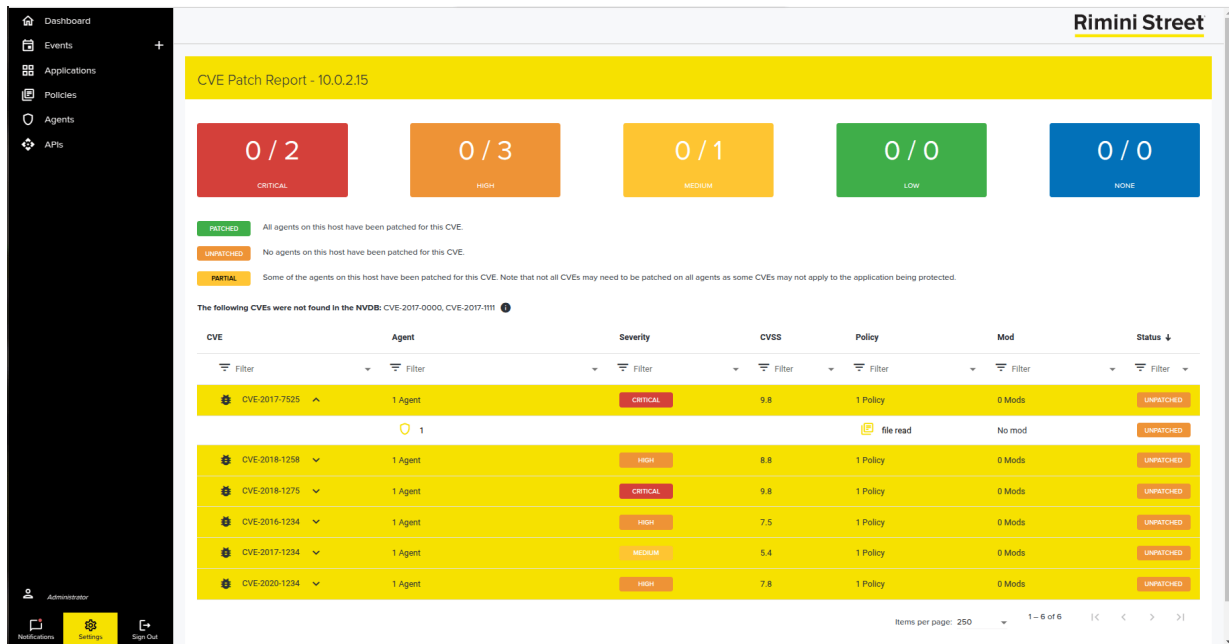 Dashboard
Events +
Applications
Policies
Agents
APIs
Administrator
Notifications
Settings
Sign Out
Rimini Street
CVE Patch Report - 10.0.2.15
0 / 2
CRITICAL
0 / 3
HIGH
0 / 1
MEDIUM
0 / 0
LOW
0 / 0
NONE
PATCHED All agents on this host have been patched for this CVE.
UNPATCHED No agents on this host have been patched for this CVE.
PARTIAL Some of the agents on this host have been patched for this CVE. Note that not all CVEs may need to be patched on all agents as some CVEs may not apply to the application being protected.
The following CVEs were not found in the NVDB: CVE-2017-0000, CVE-2017-1111
CVE Agent Severity CVSS Policy Mod Status
Filter Filter Filter Filter Filter Filter Filter
CVE-2017-7525 1 Agent CRITICAL 9.8 1 Policy 0 Mods UNPATCHED
1 file read No mod UNPATCHED
CVE-2018-1258 1 Agent HIGH 8.8 1 Policy 0 Mods UNPATCHED
CVE-2018-1275 1 Agent CRITICAL 9.8 1 Policy 0 Mods UNPATCHED
CVE-2016-1234 1 Agent HIGH 7.5 1 Policy 0 Mods UNPATCHED
CVE-2017-1234 1 Agent MEDIUM 5.4 1 Policy 0 Mods UNPATCHED
CVE-2020-1234 1 Agent HIGH 7.8 1 Policy 0 Mods UNPATCHED
Items per page: 250 1 – 6 of 6